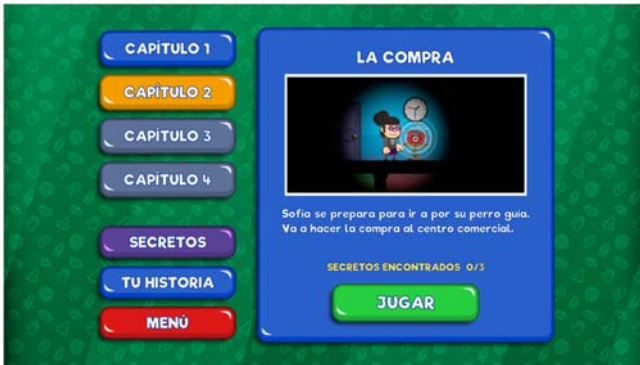 CAPÍTULO 1
CAPÍTULO 2
CAPÍTULO 3
CAPÍTULO 4
SECRETOS
TU HISTORIA
MENÚ
LA COMPRA
Sofía se prepara para ir a por su perro guía.
Va a hacer la compra al centro comercial.
SECRETOS ENCONTRADOS 0/3
JUGAR